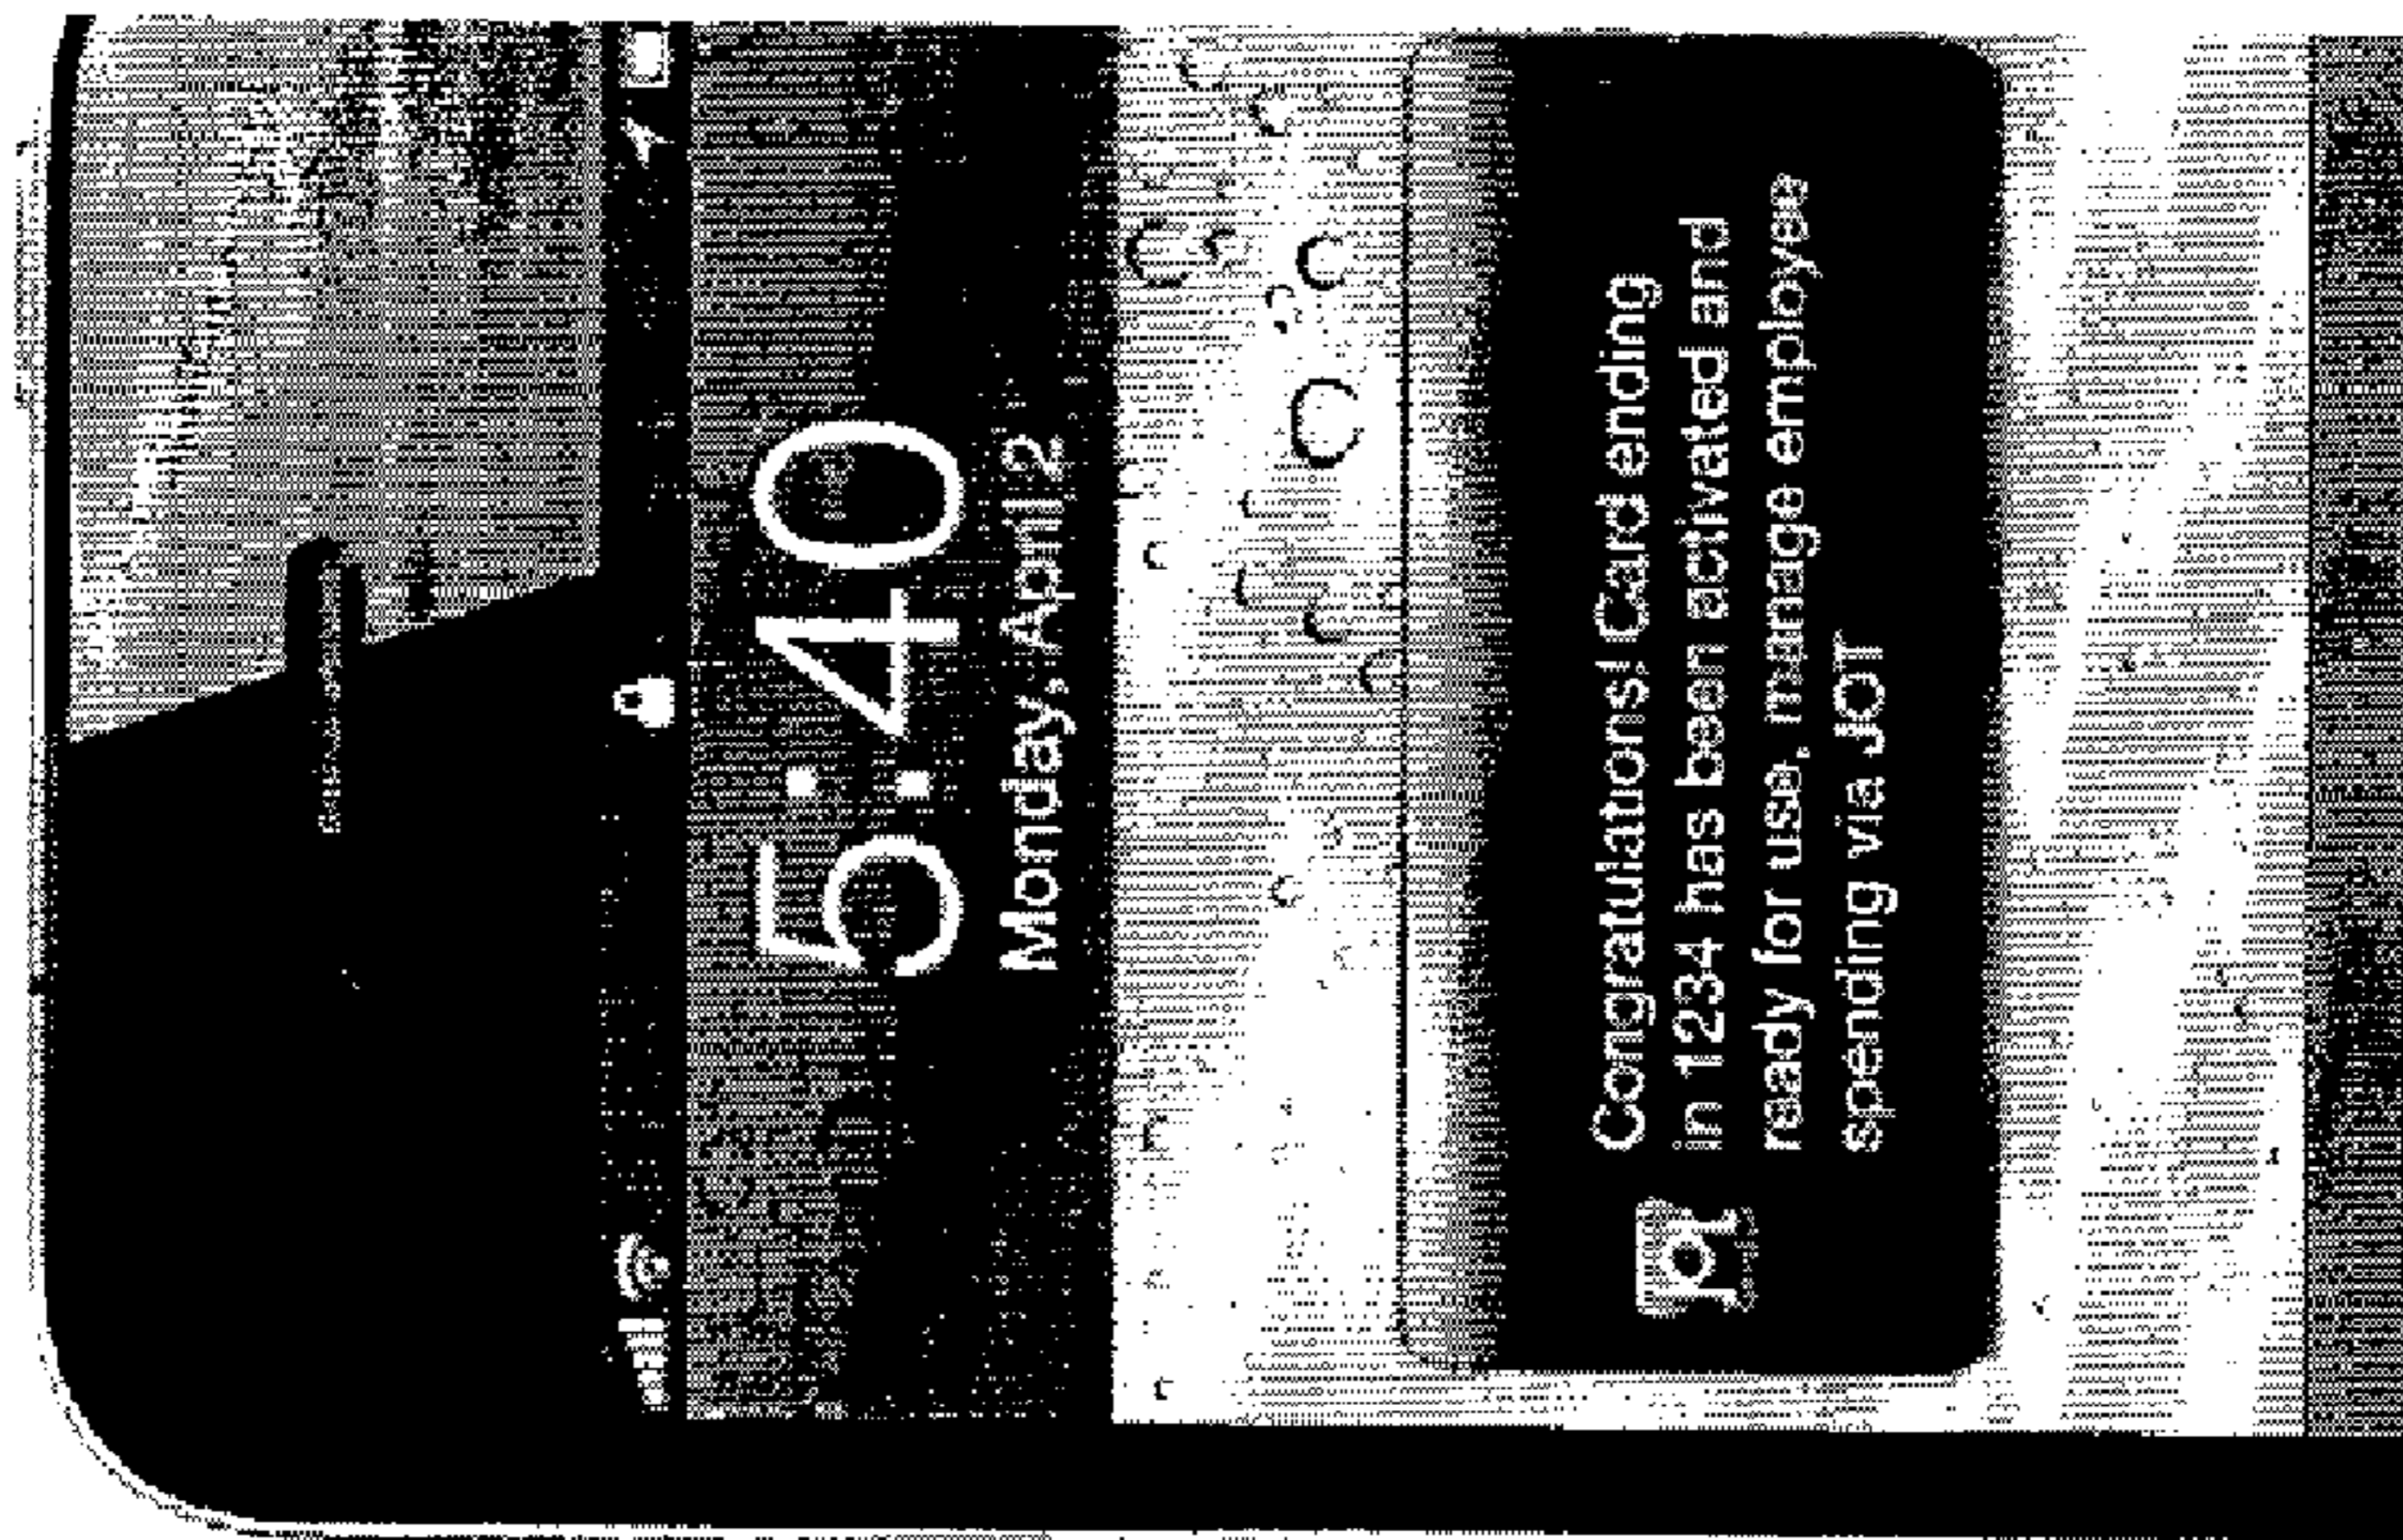 5:40
Monday, April 2
Congratulations! Card ending
in 1234 has been activated and
ready for use, manage employee
spending via JOT